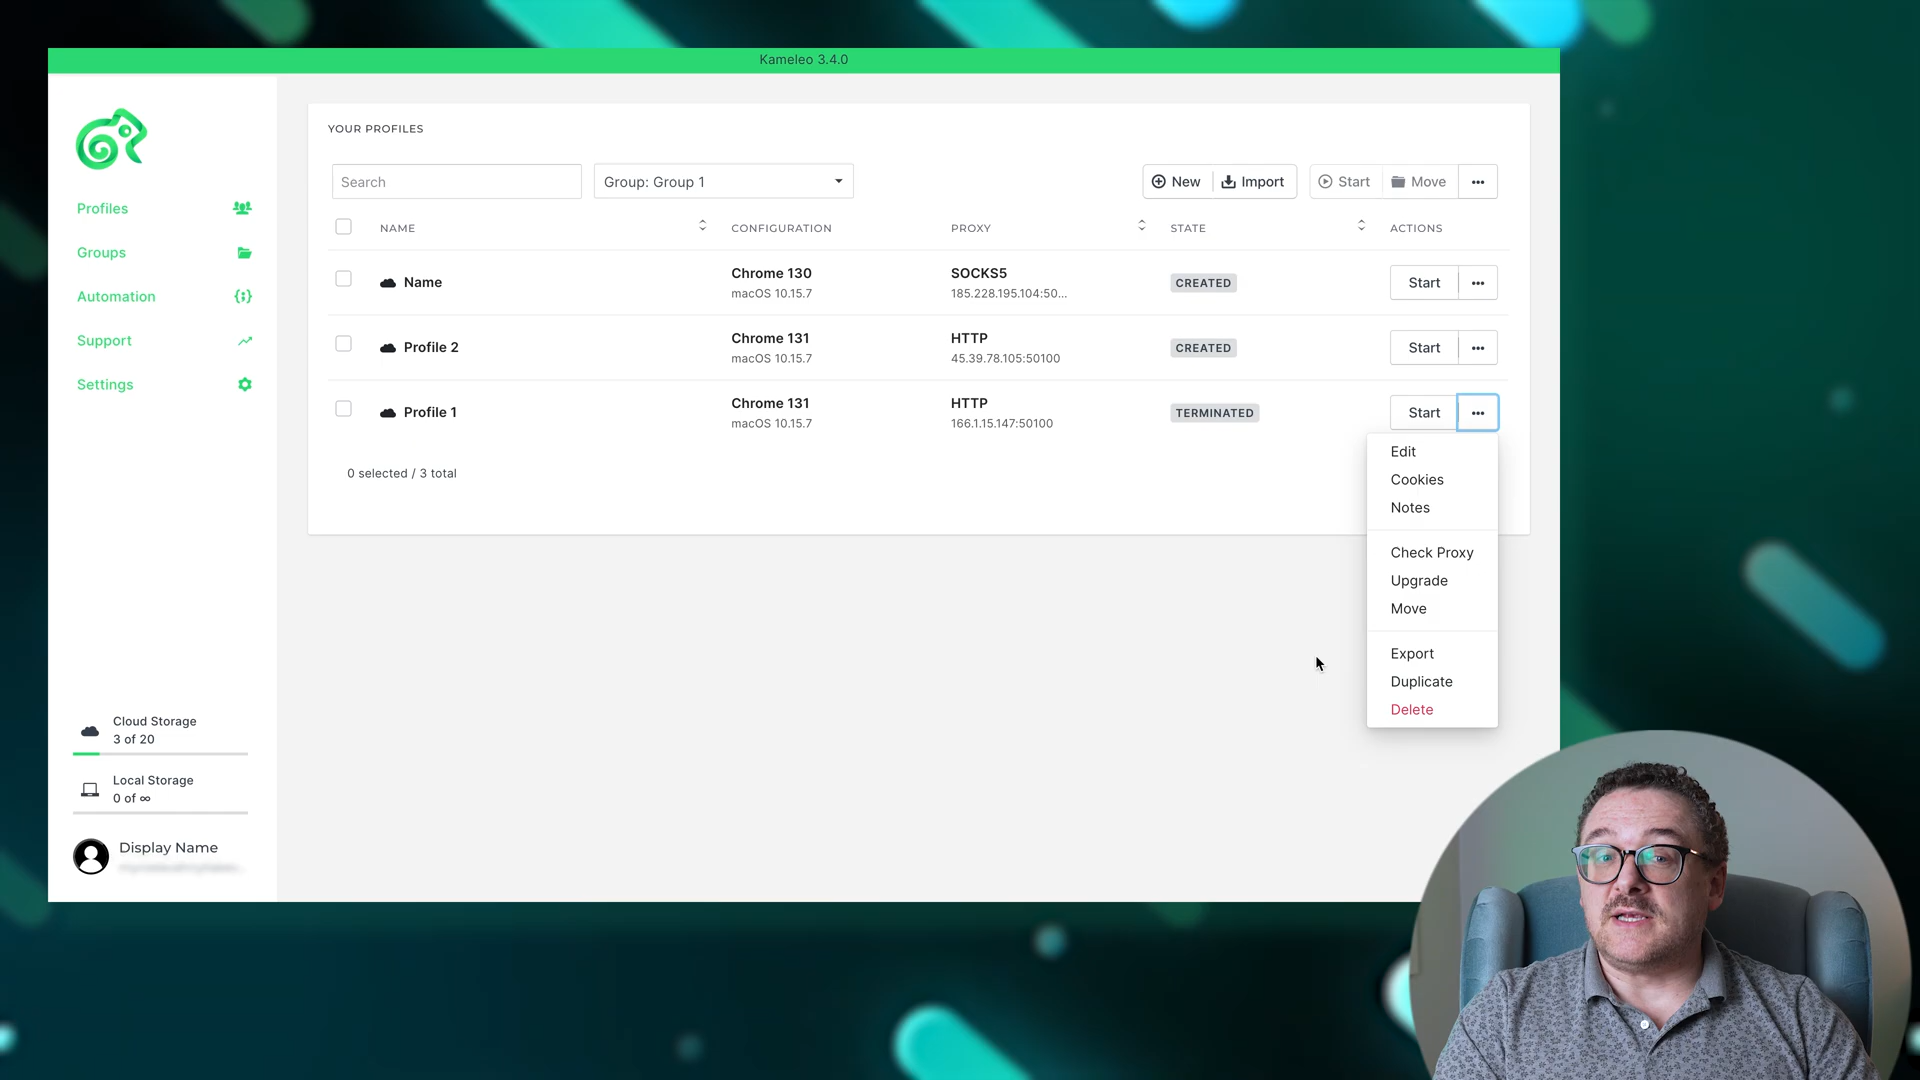 Kameleo 3.4.0
Profiles
Groups
Automation
Support
Settings
Cloud Storage
3 of 20
Local Storage
0 of ∞
Display Name
YOUR PROFILES
Search
Group: Group 1
New
Import
Start
Move
•••
NAME
CONFIGURATION
PROXY
STATE
ACTIONS
Name
Chrome 130
macOS 10.15.7
SOCKS5
185.228.195.104:50...
CREATED
Start
•••
Profile 2
Chrome 131
macOS 10.15.7
HTTP
45.39.78.105:50100
CREATED
Start
•••
Profile 1
Chrome 131
macOS 10.15.7
HTTP
166.1.15.147:50100
TERMINATED
Start
•••
0 selected / 3 total
Edit
Cookies
Notes
Check Proxy
Upgrade
Move
Export
Duplicate
Delete